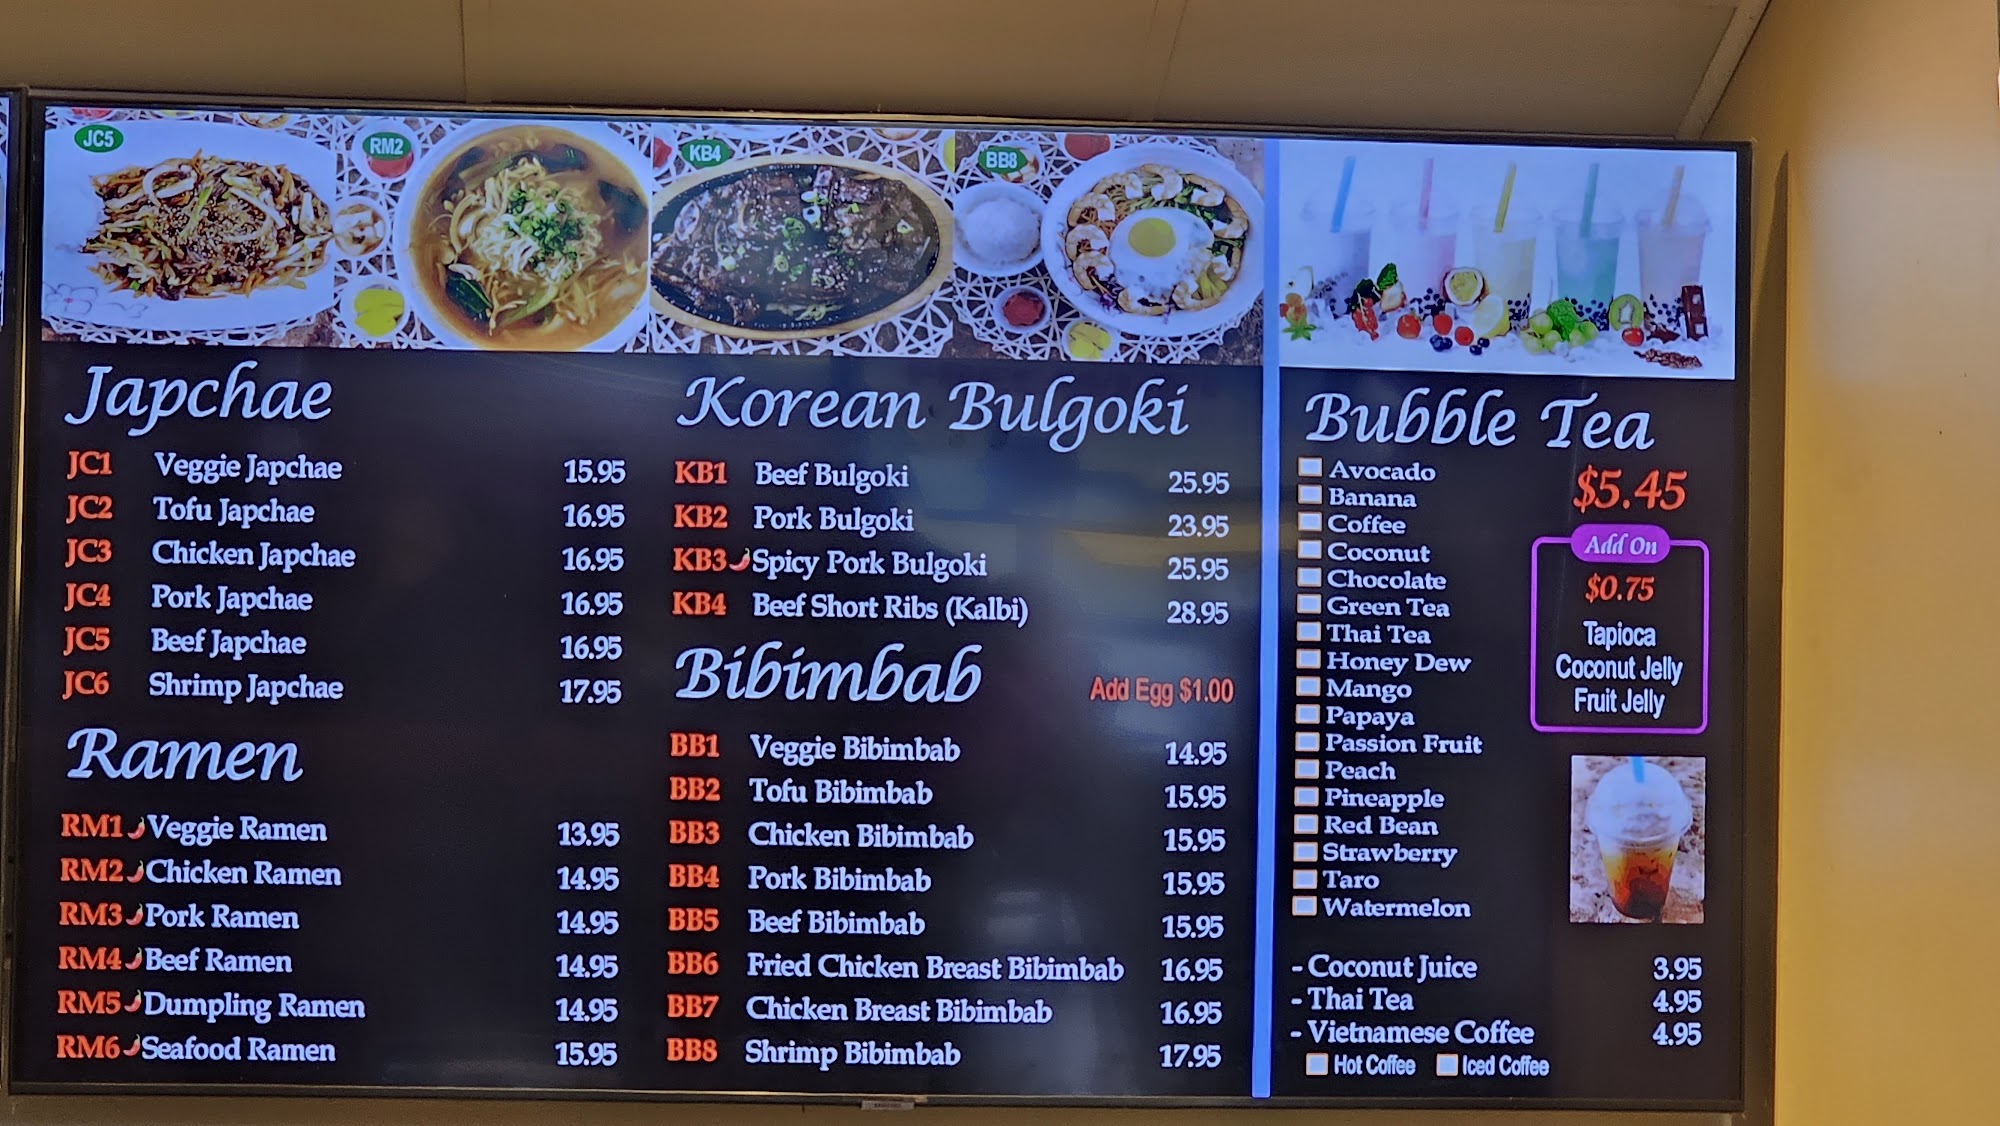 JC5
RM2
KB4
BB8
Japchae
JC1 Veggie Japchae 15.95
JC2 Tofu Japchae 16.95
JC3 Chicken Japchae 16.95
JC4 Pork Japchae 16.95
JC5 Beef Japchae 16.95
JC6 Shrimp Japchae 17.95
Ramen
RM1 Veggie Ramen 13.95
RM2 Chicken Ramen 14.95
RM3 Pork Ramen 14.95
RM4 Beef Ramen 14.95
RM5 Dumpling Ramen 14.95
RM6 Seafood Ramen 15.95
Korean Bulgoki
KB1 Beef Bulgoki 25.95
KB2 Pork Bulgoki 23.95
KB3 Spicy Pork Bulgoki 25.95
KB4 Beef Short Ribs (Kalbi) 28.95
Bibimbab Add Egg $1.00
BB1 Veggie Bibimbab 14.95
BB2 Tofu Bibimbab 15.95
BB3 Chicken Bibimbab 15.95
BB4 Pork Bibimbab 15.95
BB5 Beef Bibimbab 15.95
BB6 Fried Chicken Breast Bibimbab 16.95
BB7 Chicken Breast Bibimbab 16.95
BB8 Shrimp Bibimbab 17.95
Bubble Tea
$5.45
Avocado
Banana
Coffee
Coconut
Chocolate
Green Tea
Thai Tea
Honey Dew
Mango
Papaya
Passion Fruit
Peach
Pineapple
Red Bean
Strawberry
Taro
Watermelon
Add On
$0.75
Tapioca
Coconut Jelly
Fruit Jelly
- Coconut Juice 3.95
- Thai Tea 4.95
- Vietnamese Coffee 4.95
Hot Coffee Iced Coffee